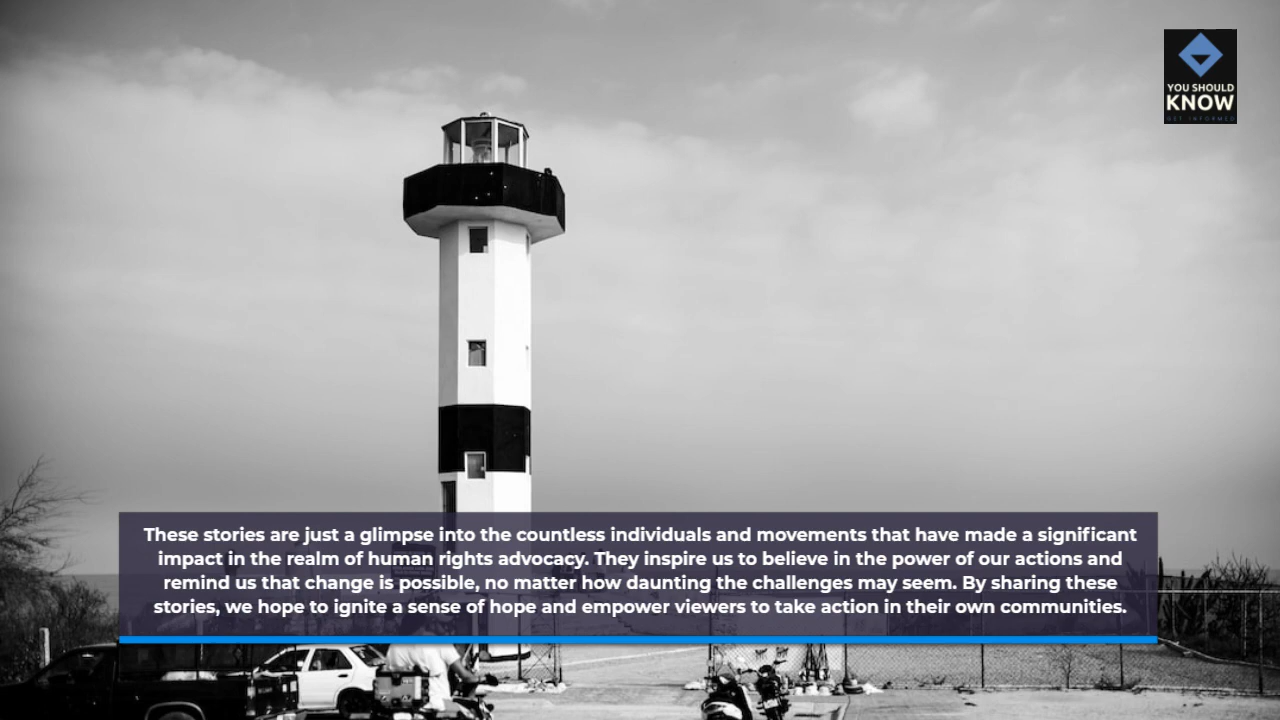 YOU SHOULD
KNOW
GET INFORMED
These stories are just a glimpse into the countless individuals and movements that have made a significant
impact in the realm of human rights advocacy. They inspire us to believe in the power of our actions and
remind us that change is possible, no matter how daunting the challenges may seem. By sharing these
stories, we hope to ignite a sense of hope and empower viewers to take action in their own communities.